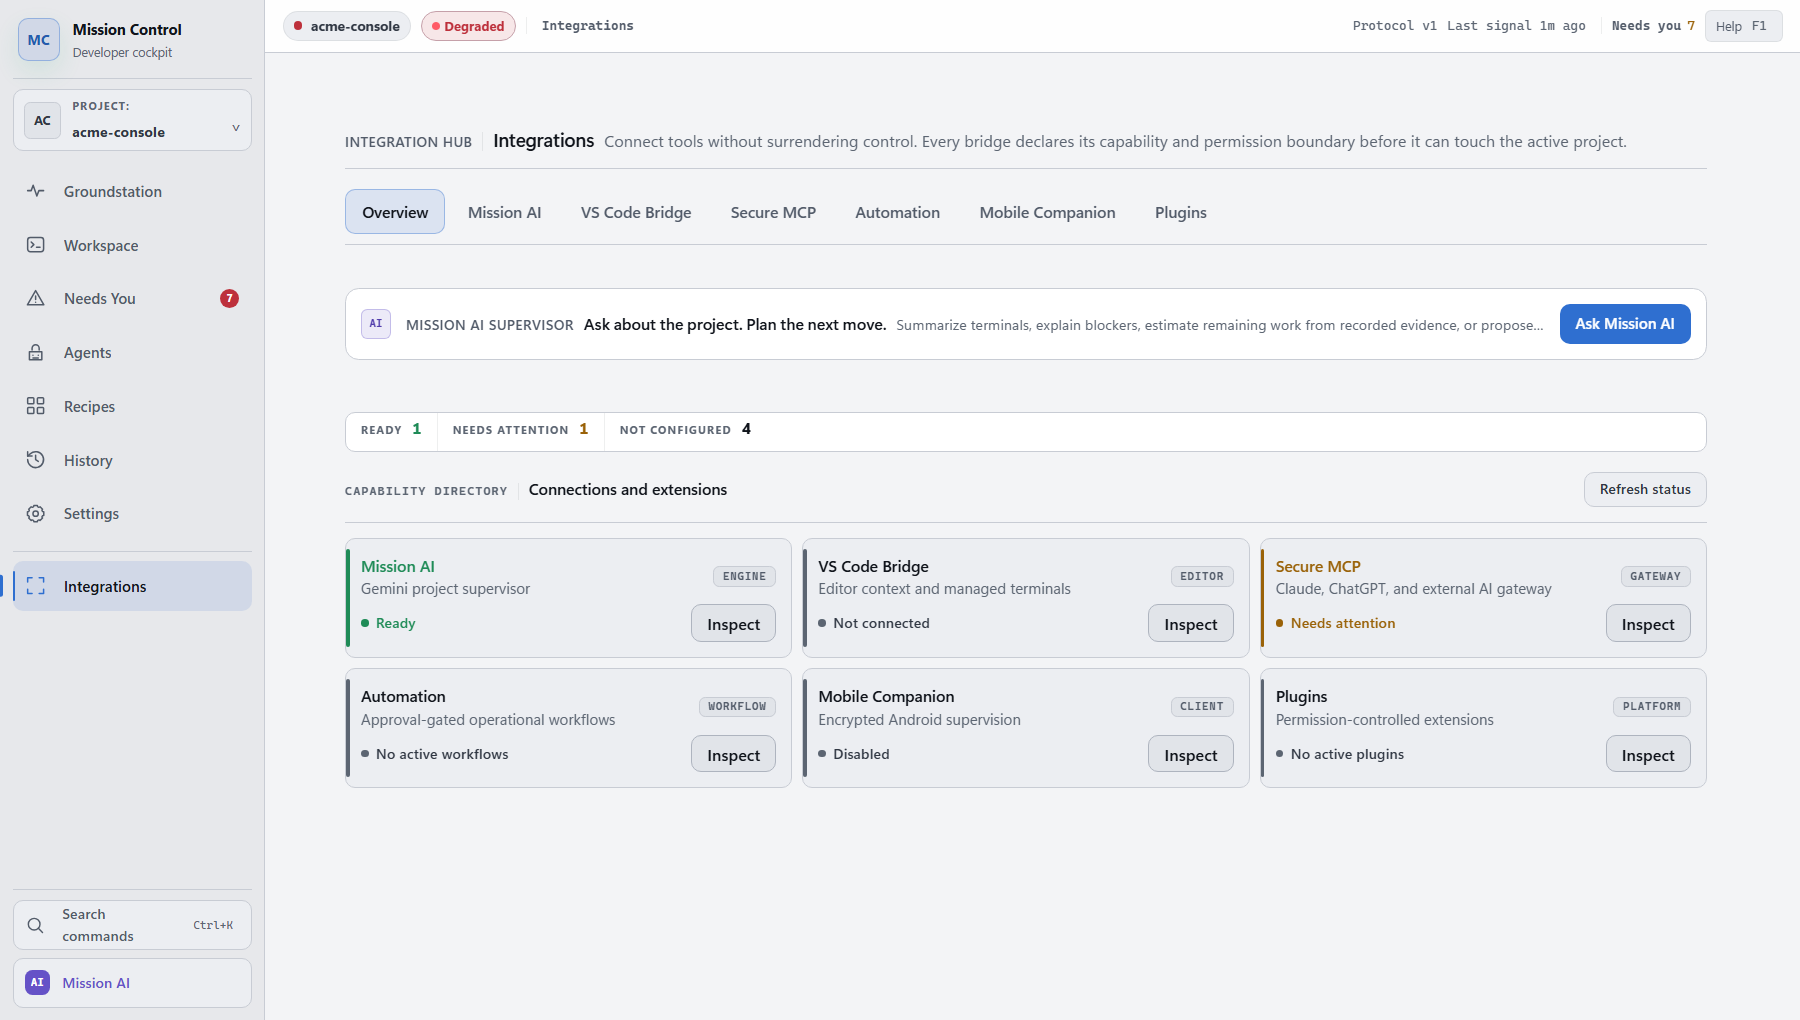 MC
Mission Control
Developer cockpit
AC
PROJECT:
acme-console
v
Groundstation
Workspace
Needs You
7
Agents
Recipes
History
Settings
Integrations
Search commands
Ctrl+K
AI
Mission AI
acme-console
Degraded
Integrations
Protocol v1 Last signal 1m ago
Needs you 7
Help F1
INTEGRATION HUB
Integrations
Connect tools without surrendering control. Every bridge declares its capability and permission boundary before it can touch the active project.
Overview
Mission AI
VS Code Bridge
Secure MCP
Automation
Mobile Companion
Plugins
AI
MISSION AI SUPERVISOR
Ask about the project. Plan the next move.
Summarize terminals, explain blockers, estimate remaining work from recorded evidence, or propose...
Ask Mission AI
READY 1
NEEDS ATTENTION 1
NOT CONFIGURED 4
CAPABILITY DIRECTORY
Connections and extensions
Refresh status
Mission AI
Gemini project supervisor
ENGINE
Ready
Inspect
VS Code Bridge
Editor context and managed terminals
EDITOR
Not connected
Inspect
Secure MCP
Claude, ChatGPT, and external AI gateway
GATEWAY
Needs attention
Inspect
Automation
Approval-gated operational workflows
WORKFLOW
No active workflows
Inspect
Mobile Companion
Encrypted Android supervision
CLIENT
Disabled
Inspect
Plugins
Permission-controlled extensions
PLATFORM
No active plugins
Inspect